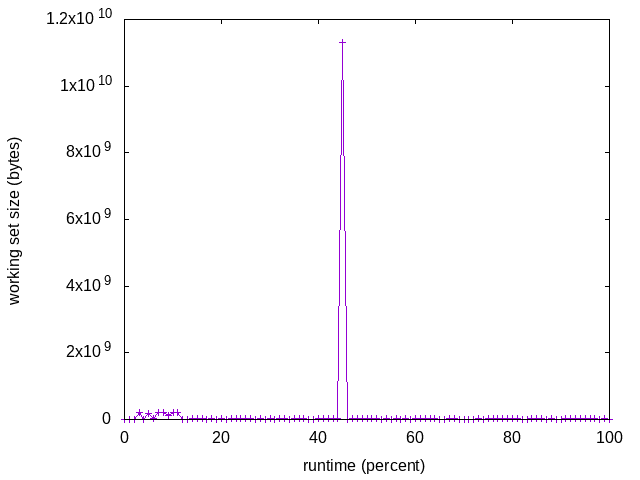 1.2x10^10
1x10^10
8x10^9
6x10^9
4x10^9
2x10^9
0
0 20 40 60 80 100
working set size (bytes)
runtime (percent)